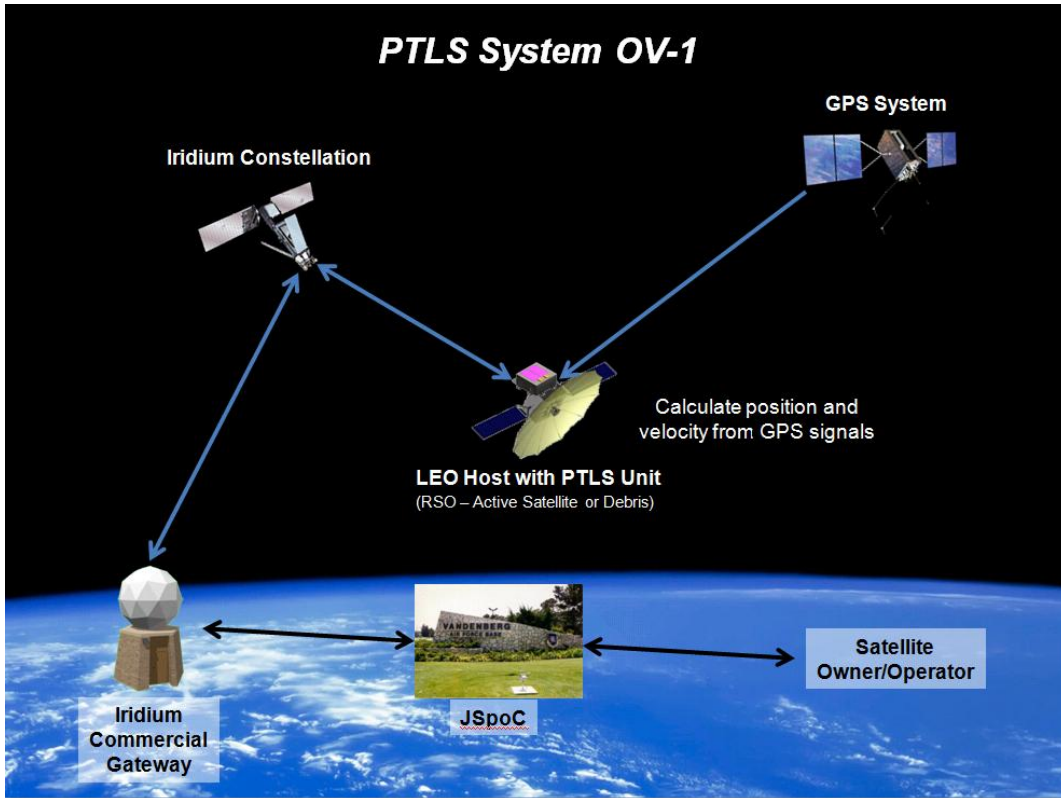 PTLS System OV-1
GPS System
Iridium Constellation
Calculate position and
velocity from GPS signals
LEO Host with PTLS Unit
(RSO – Active Satellite or Debris)
VANDENBERG
AIR FORCE BASE
Satellite
Owner/Operator
JSpoC
Iridium
Commercial
Gateway